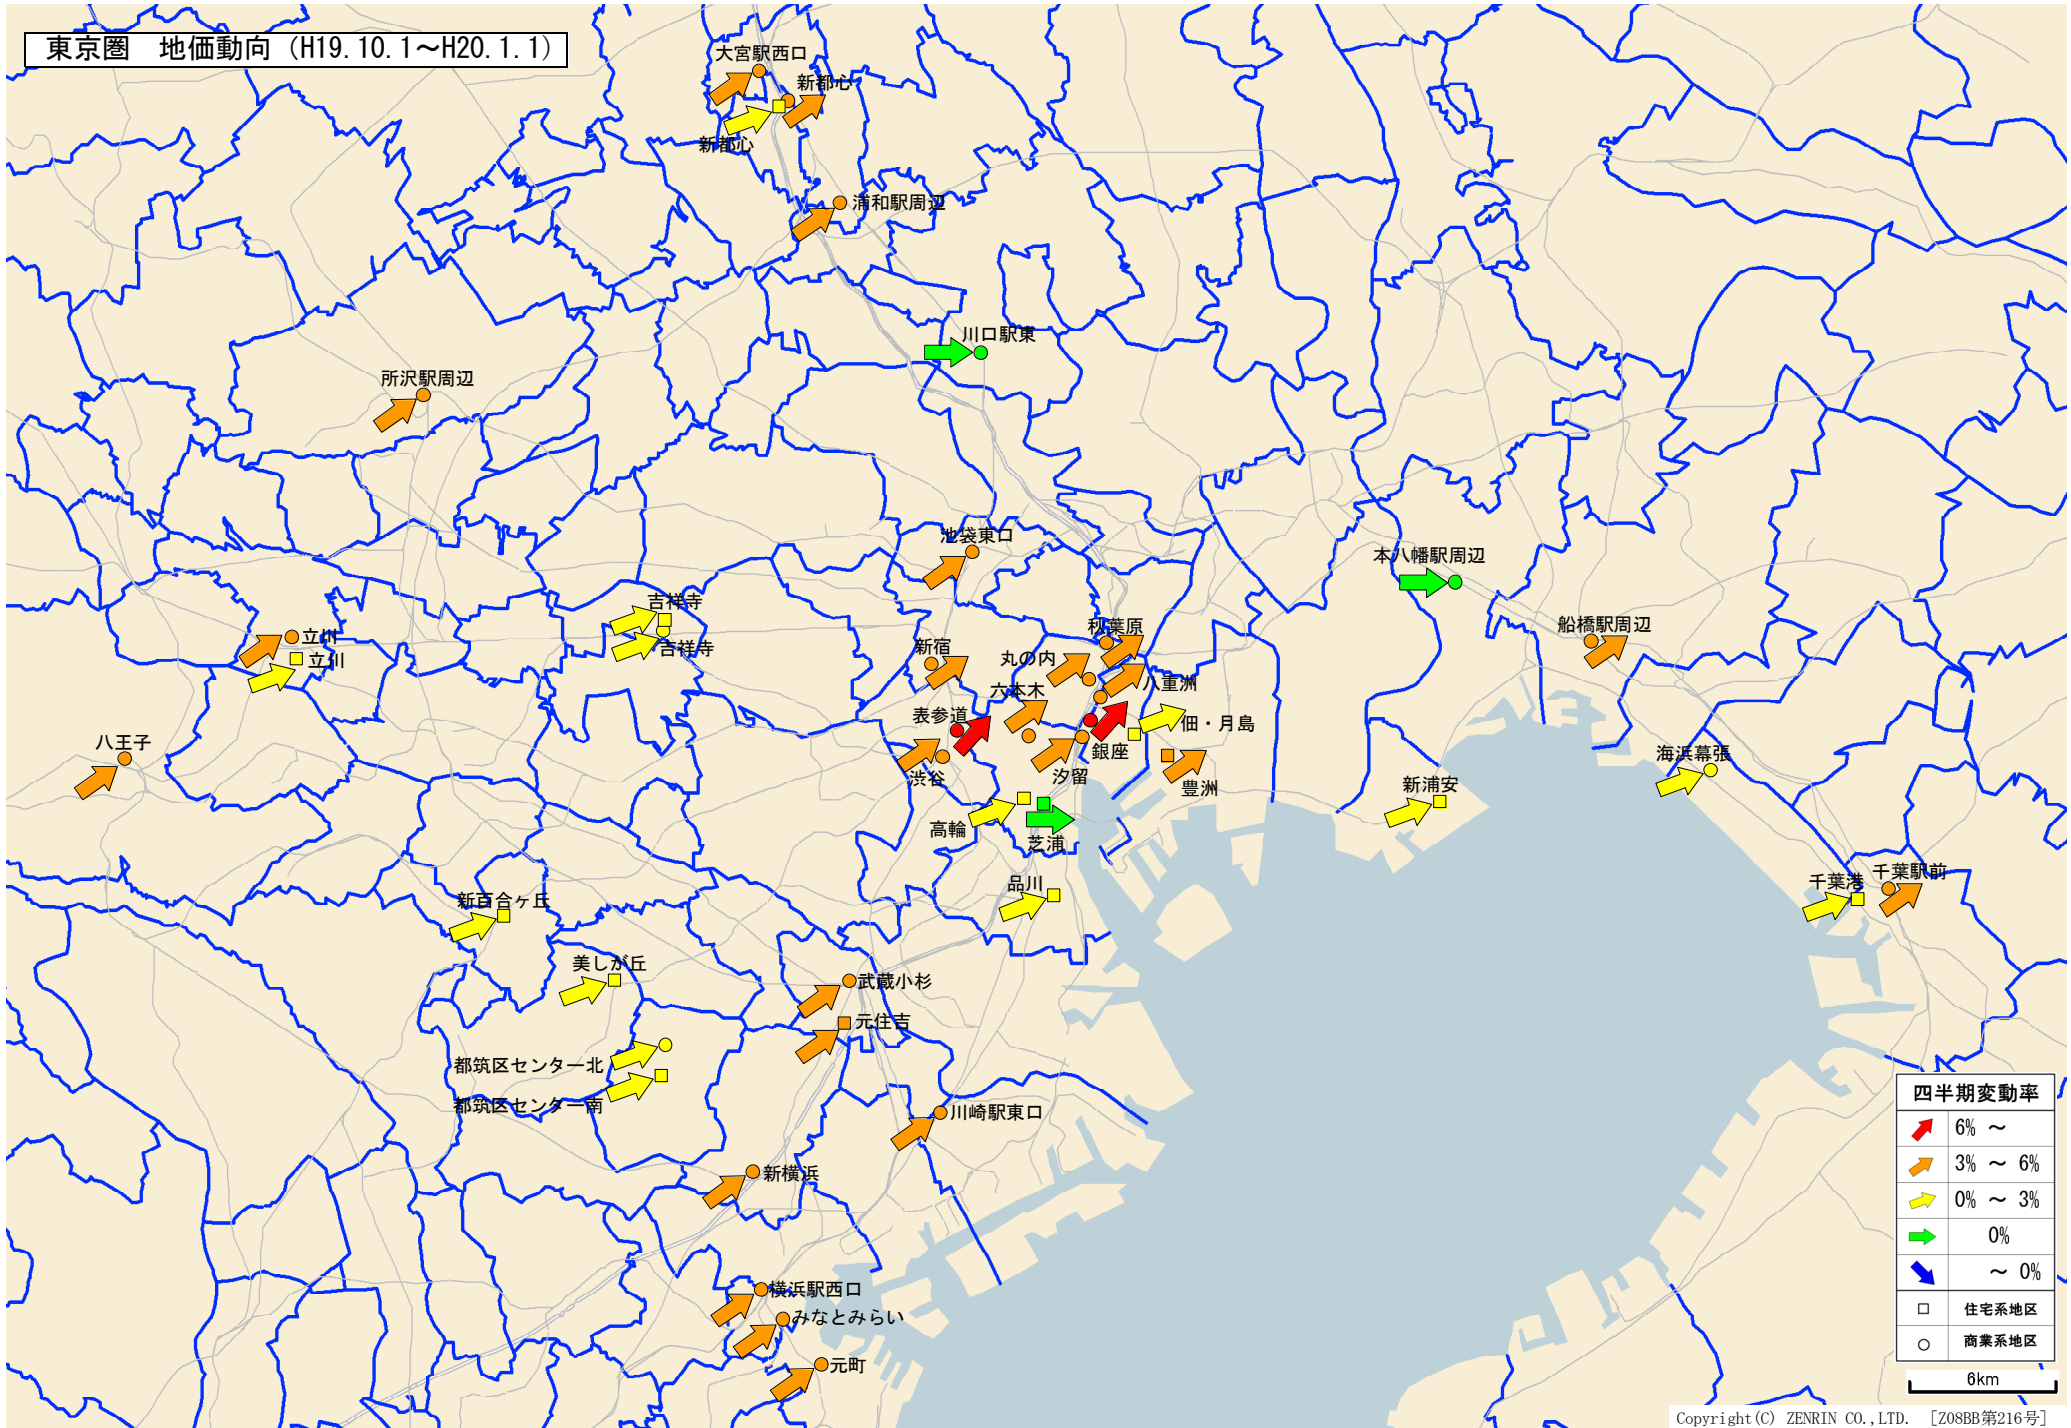 東京圏　地価動向（H19.10.1～H20.1.1）
大宮駅西口
新都心
新都心
浦和駅周辺
川口駅東
所沢駅周辺
池袋東口
本八幡駅周辺
吉祥寺
吉祥寺
立川
立川
新宿
秋葉原
船橋駅周辺
丸の内
八重洲
六本木
表参道
佃・月島
銀座
八王子
渋谷
汐留
豊洲
海浜幕張
新浦安
高輪
芝浦
品川
千葉駅前
千葉港
新百合ヶ丘
美しが丘
武蔵小杉
元住吉
都筑区センター北
都筑区センター南
川崎駅東口
新横浜
横浜駅西口
みなとみらい
元町
四半期変動率
6% ～
3% ～ 6%
0% ～ 3%
0%
～ 0%
住宅系地区
商業系地区
6km
Copyright(C) ZENRIN CO.,LTD. [Z08BB第216号]